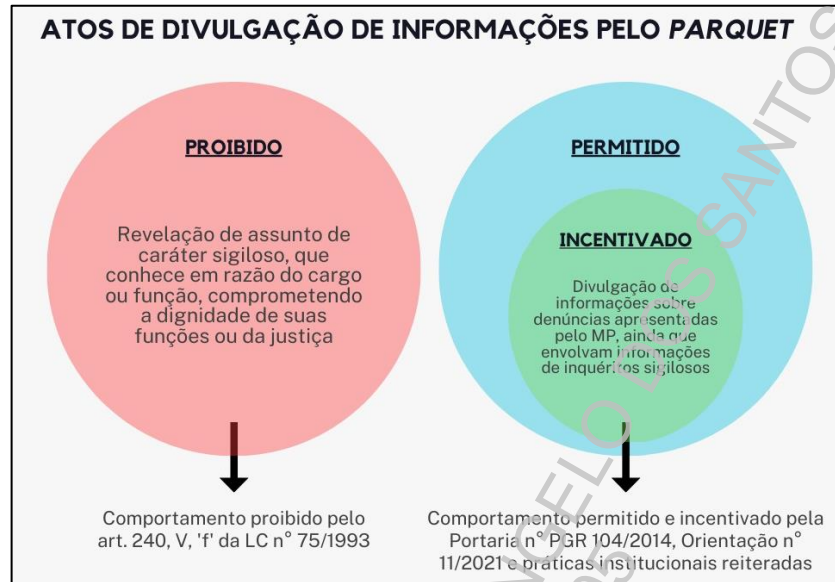 ATOS DE DIVULGAÇÃO DE INFORMAÇÕES PELO PARQUET
PROIBIDO
Revelação de assunto de
caráter sigiloso, que
conhece em razão do cargo
ou função, comprometendo
a dignidade de suas
funções ou da justiça
Comportamento proibido pelo
art. 240, V, 'f' da LC n° 75/1993
PERMITIDO
INCENTIVADO
Divulgação de
informações sobre
denúncias apresentadas
pelo MP, ainda que
envolvam informações
de inquéritos sigilosos
Comportamento permitido e incentivado pela
Portaria n° PGR 104/2014, Orientação n°
11/2021 e práticas institucionais reiteradas
NGELO DOS SANTOS